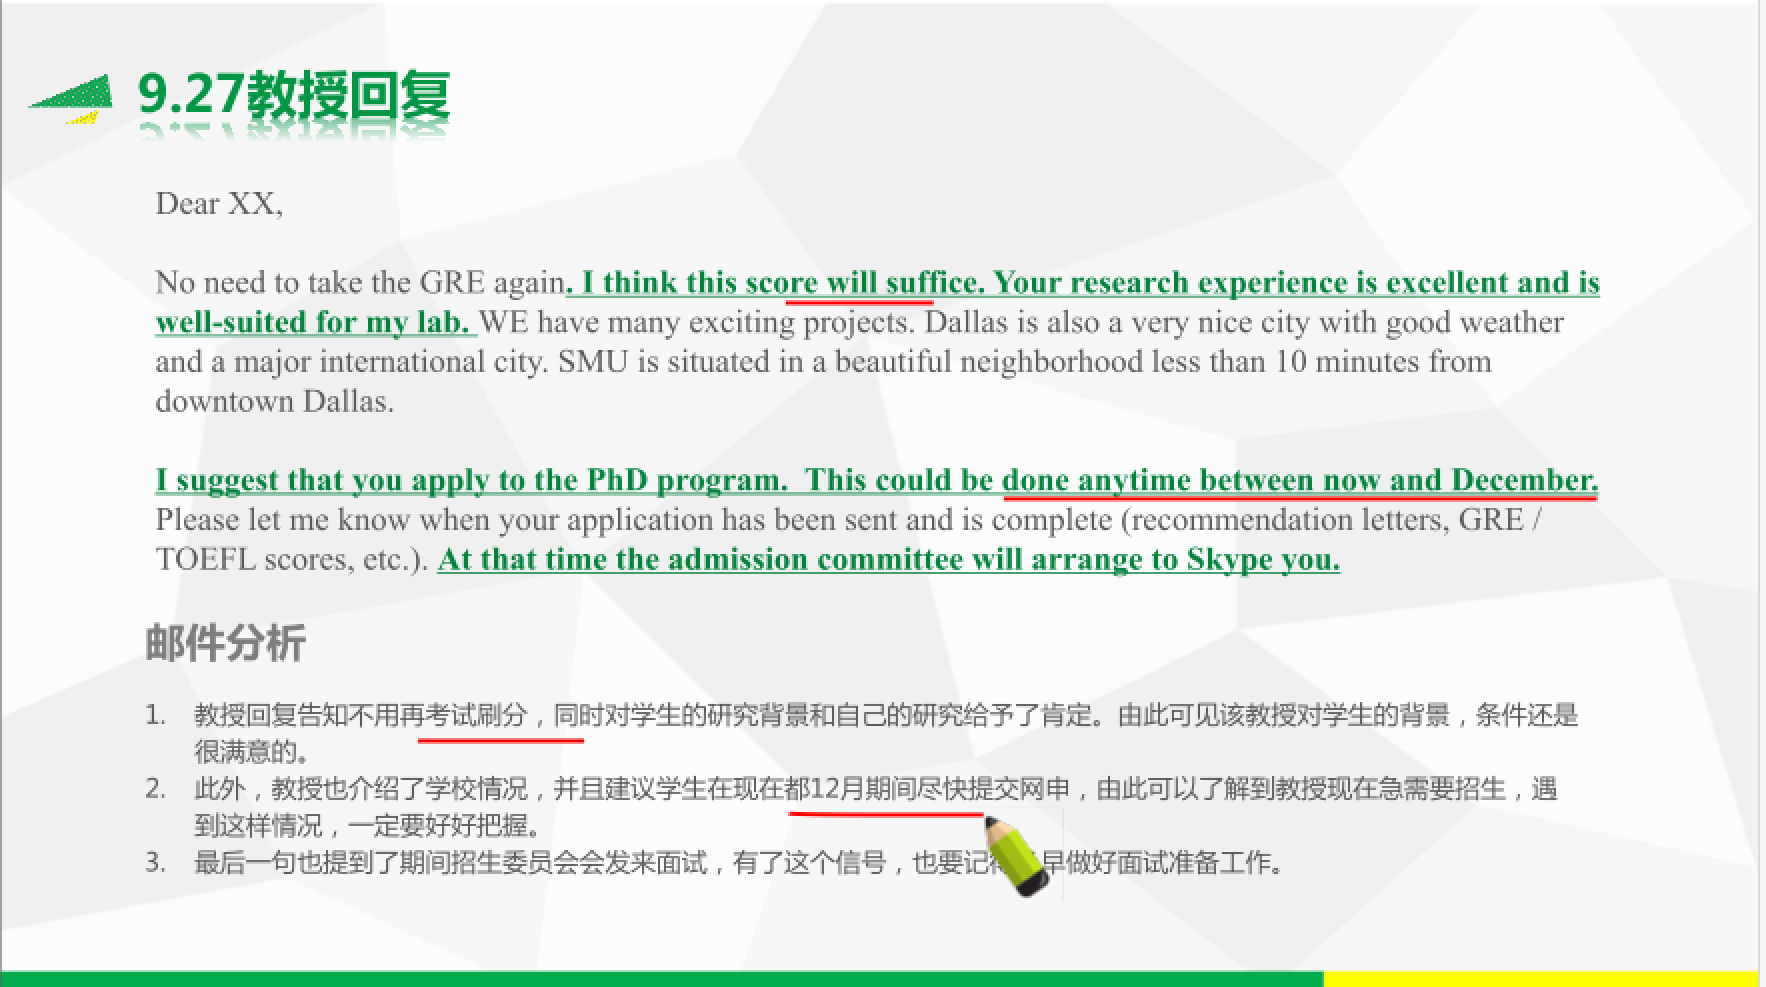 9.27教授回复
Dear XX,
No need to take the GRE again. I think this score will suffice. Your research experience is excellent and is
well-suited for my lab. WE have many exciting projects. Dallas is also a very nice city with good weather
and a major international city. SMU is situated in a beautiful neighborhood less than 10 minutes from
downtown Dallas.
I suggest that you apply to the PhD program.  This could be done anytime between now and December.
Please let me know when your application has been sent and is complete (recommendation letters, GRE /
TOEFL scores, etc.). At that time the admission committee will arrange to Skype you.
邮件分析
1. 教授回复告知不用再考试刷分，同时对学生的研究背景和自己的研究给予了肯定。由此可见该教授对学生的背景，条件还是
很满意的。
2. 此外，教授也介绍了学校情况，并且建议学生在现在都12月期间尽快提交网申，由此可以了解到教授现在急需要招生，遇
到这样情况，一定要好好把握。
3. 最后一句也提到了期间招生委员会会发来面试，有了这个信号，也要记 早做好面试准备工作。